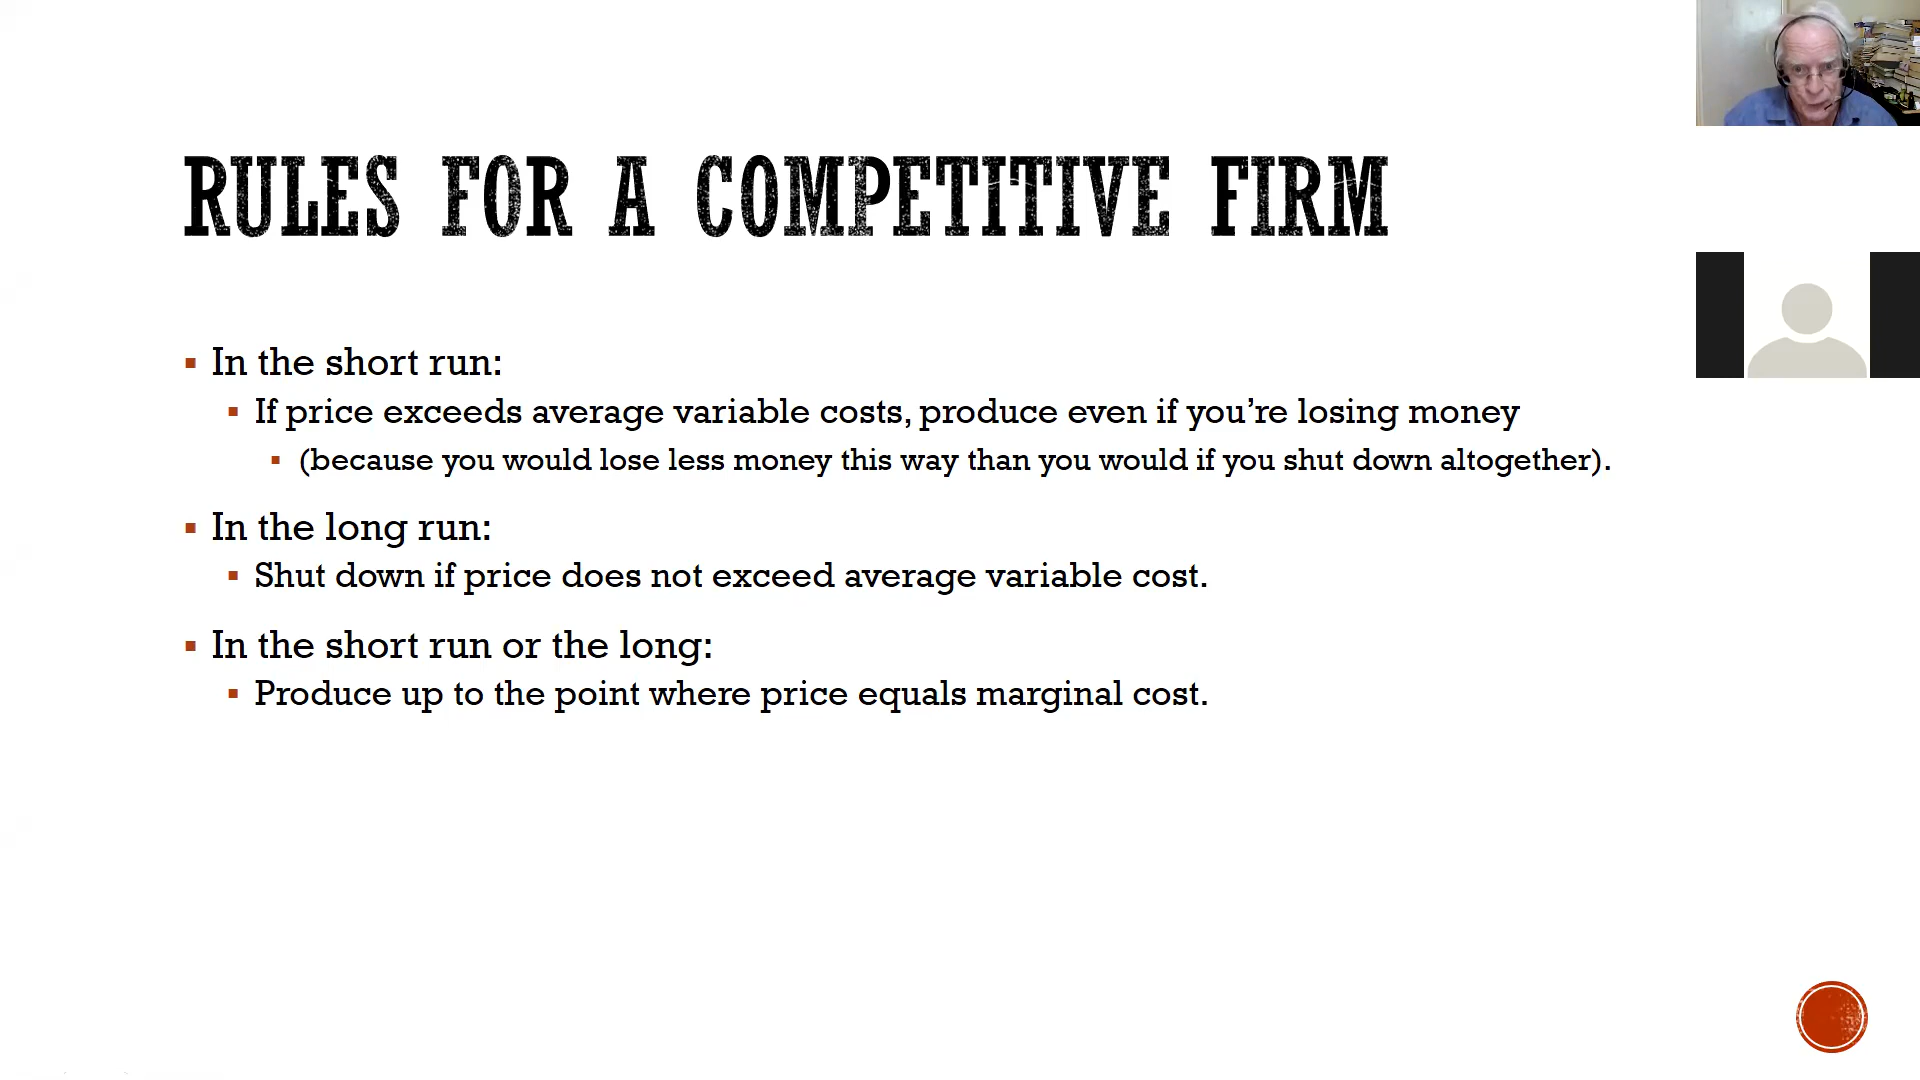 RULES FOR A COMPETITIVE FIRM
In the short run:
If price exceeds average variable costs, produce even if you’re losing money
(because you would lose less money this way than you would if you shut down altogether).
In the long run:
Shut down if price does not exceed average variable cost.
In the short run or the long:
Produce up to the point where price equals marginal cost.